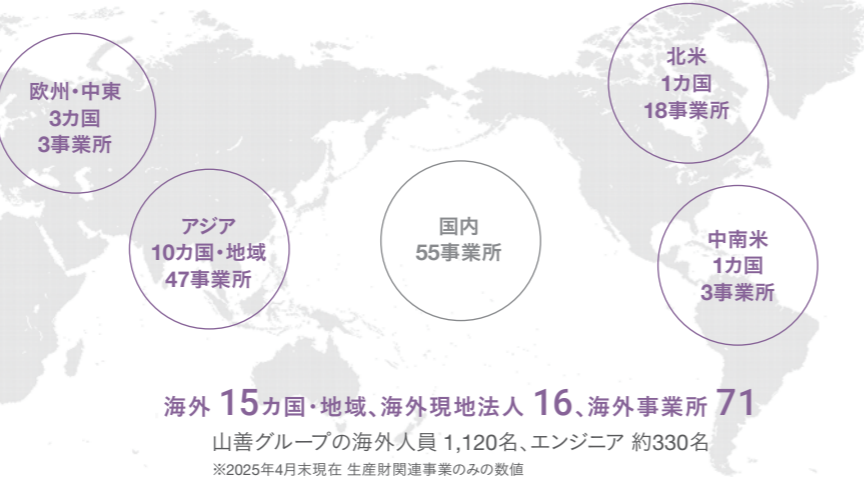 欧州・中東
3カ国
3事業所
北米
1カ国
18事業所
アジア
10カ国・地域
47事業所
国内
55事業所
中南米
1カ国
3事業所
海外 15カ国・地域、海外現地法人 16、海外事業所 71
山善グループの海外人員 1,120名、エンジニア 約330名
※2025年4月末現在 生産財関連事業のみの数値